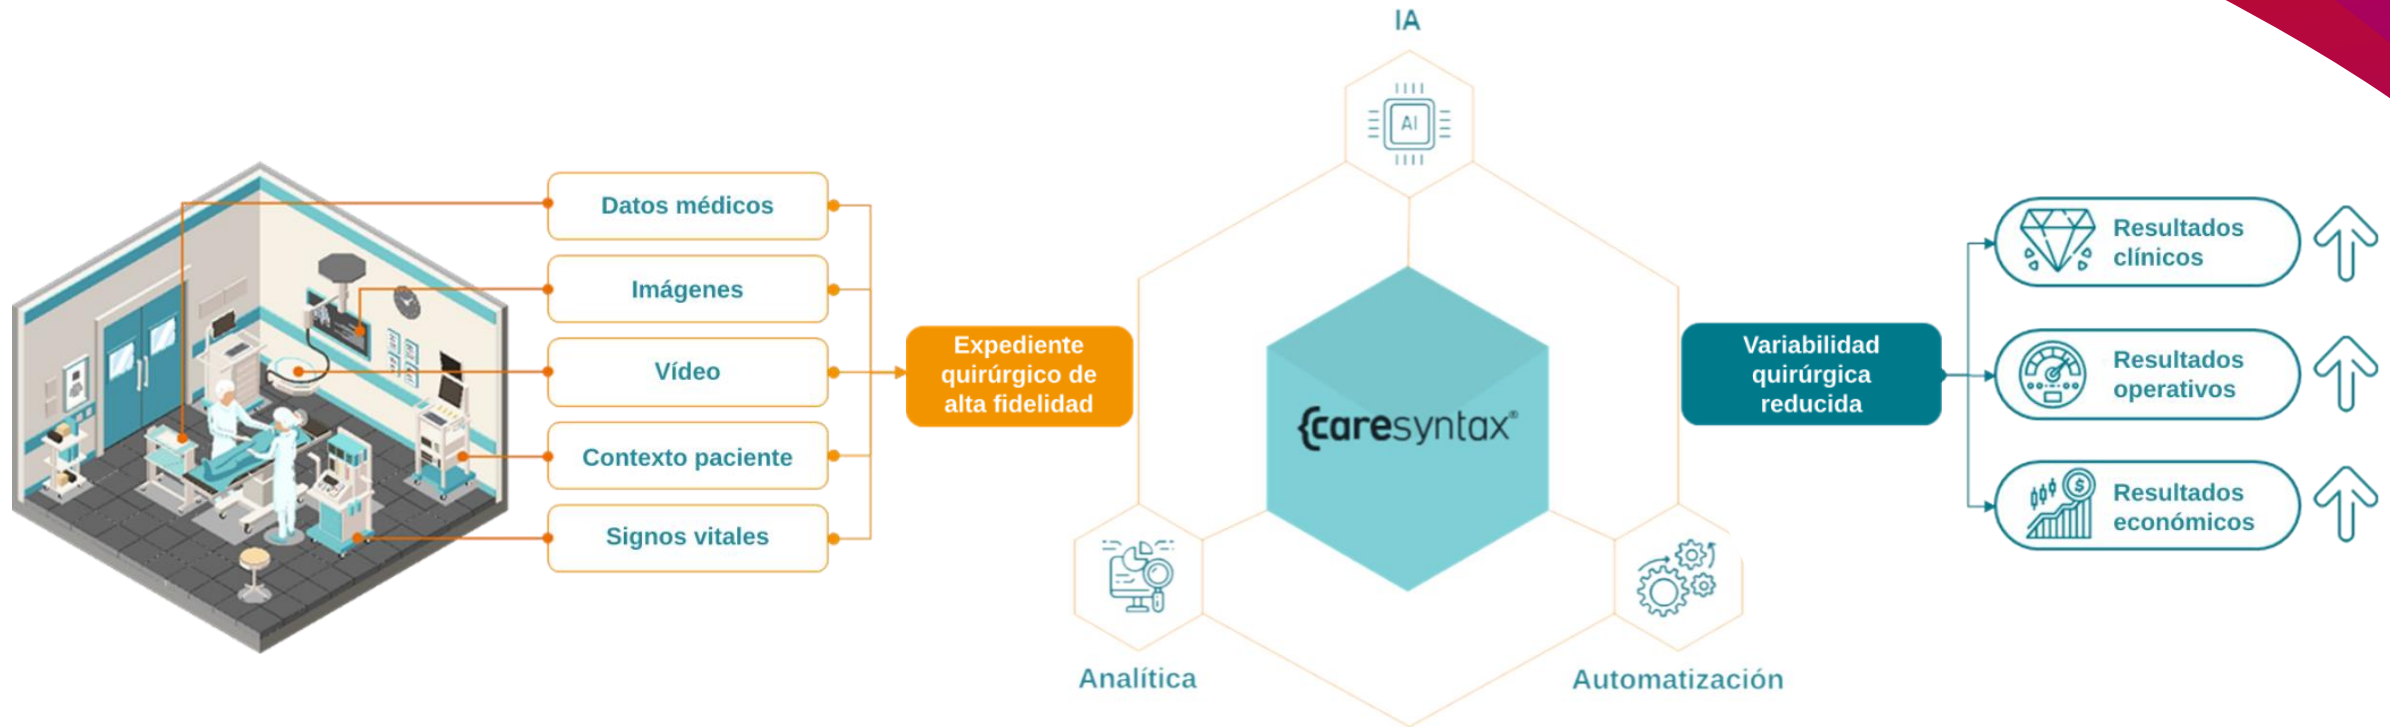 IA
AI
Datos médicos
Imágenes
Vídeo
Contexto paciente
Signos vitales
Expediente
quirúrgico de
alta fidelidad
{caresyntax®
Analítica
Automatización
Variabilidad
quirúrgica
reducida
Resultados
clínicos
Resultados
operativos
$
Resultados
económicos